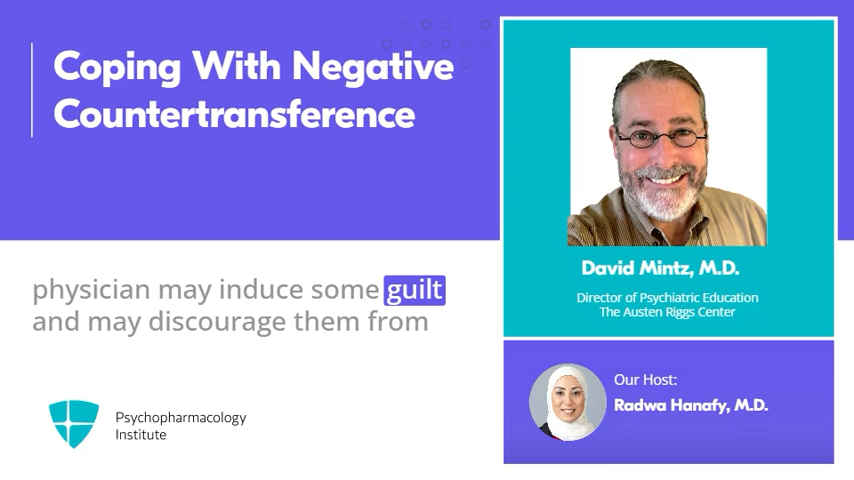 Coping With Negative
Countertransference
physician may induce some guilt
and may discourage them from
Psychopharmacology
Institute
David Mintz, M.D.
Director of Psychiatric Education
The Austen Riggs Center
Our Host:
Radwa Hanafy, M.D.